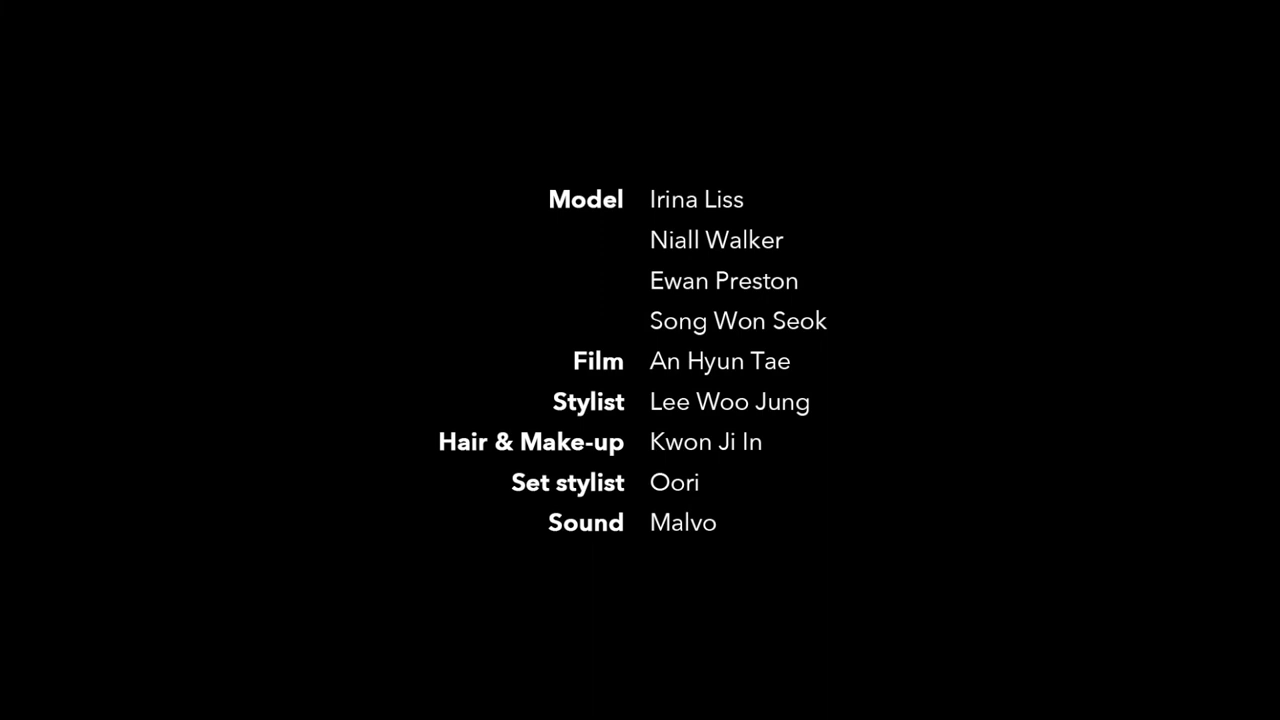 Model Irina Liss
Niall Walker
Ewan Preston
Song Won Seok
Film An Hyun Tae
Stylist Lee Woo Jung
Hair & Make-up Kwon Ji In
Set stylist Oori
Sound Malvo